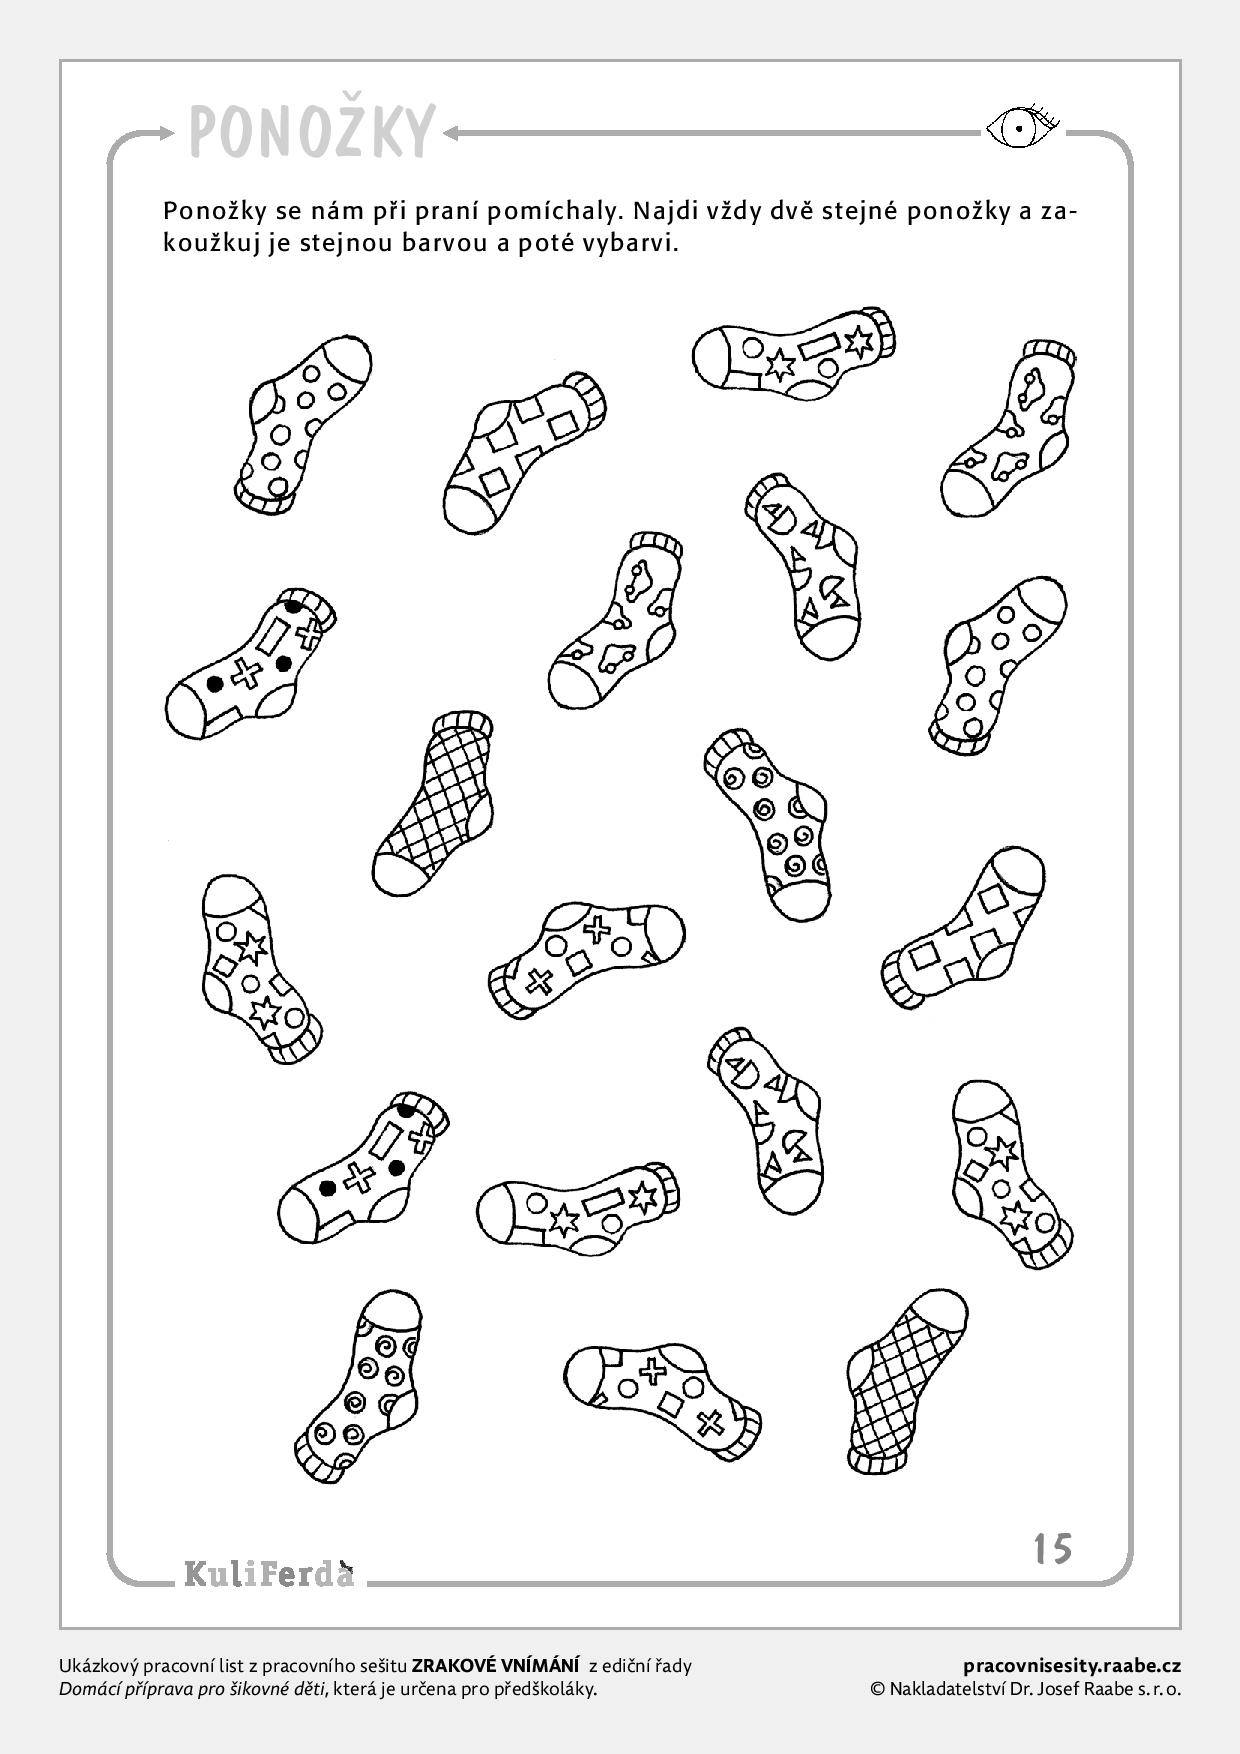 PONOŽKY
Ponožky se nám při praní pomíchaly. Najdi vždy dvě stejné ponožky a za-
koužkuj je stejnou barvou a poté vybarvi.
15
KuliFerda
Ukázkový pracovní list z pracovního sešitu ZRAKOVÉ VNÍMÁNÍ z ediční řady
Domácí příprava pro šikovné děti, která je určena pro předškoláky.
pracovnisesity.raabe.cz
© Nakladatelství Dr. Josef Raabe s. r. o.